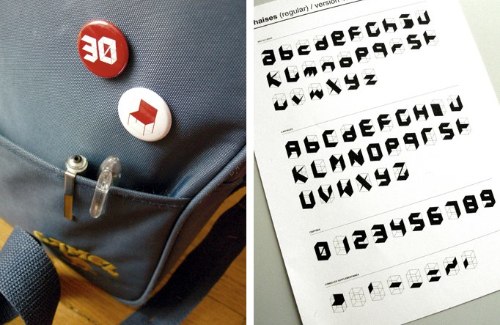 30
haises (regular) / version
abcdefghij
klmnopqrst
uvwxyz
AbCdEFGHIJ
KLMNOPqrSt
UVWXYZ
0123456789